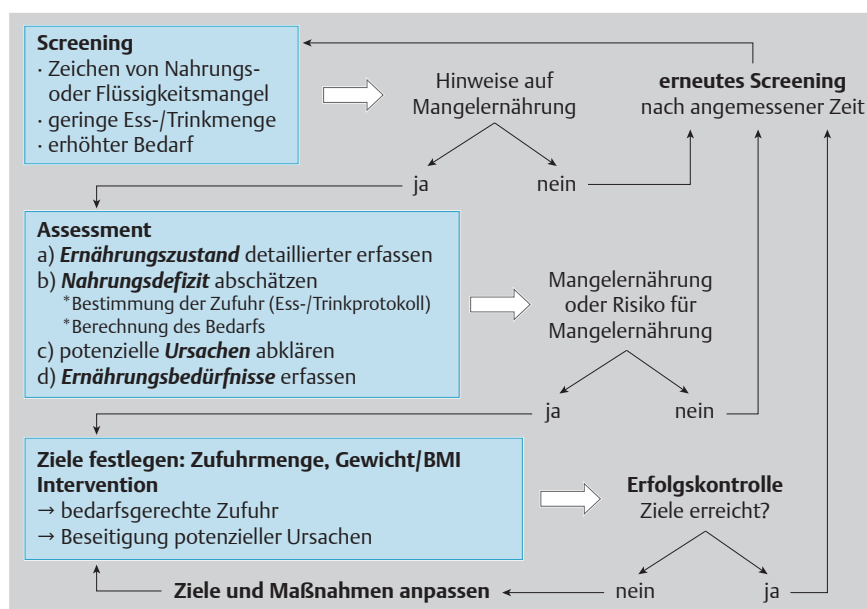 Screening
· Zeichen von Nahrungs-
oder Flüssigkeitsmangel
· geringe Ess-/Trinkmenge
· erhöhter Bedarf
Hinweise auf
Mangelernährung
erneutes Screening
nach angemessener Zeit
ja
nein
Assessment
a) Ernährungszustand detaillierter erfassen
b) Nahrungsdefizit abschätzen
*Bestimmung der Zufuhr (Ess-/Trinkprotokoll)
*Berechnung des Bedarfs
c) potenzielle Ursachen abklären
d) Ernährungsbedürfnisse erfassen
Mangelernährung
oder Risiko für
Mangelernährung
ja
nein
Ziele festlegen: Zufuhrmenge, Gewicht/BMI
Intervention
→ bedarfsgerechte Zufuhr
→ Beseitigung potenzieller Ursachen
Erfolgskontrolle
Ziele erreicht?
Ziele und Maßnahmen anpassen
nein
ja